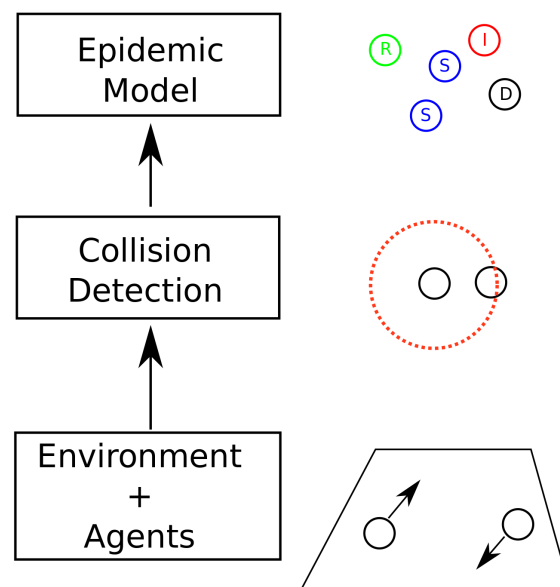 Epidemic
Model
R
I
S
D
S
Collision
Detection
Environment
+
Agents